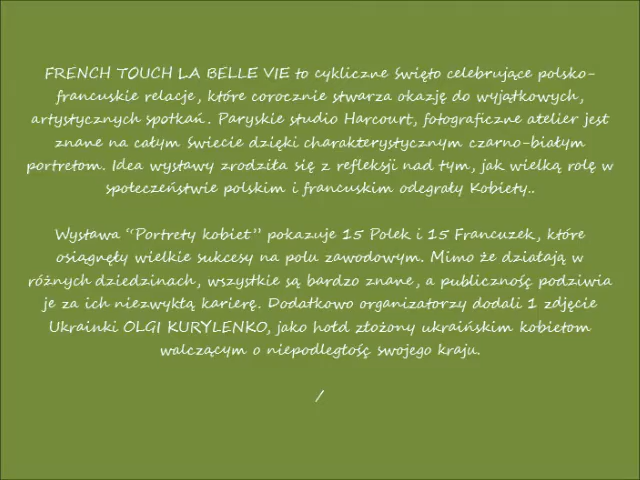 FRENCH TOUCH LA BELLE VIE to cykliczne święto celebrujące polsko-
francuskie relacje, które corocznie stwarza okazję do wyjątkowych,
artystycznych spotkań. Paryskie studio Harcourt, fotograficzne atelier jest
znane na całym świecie dzięki charakterystycznym czarno-białym
portretom. Idea wystawy zrodziła się z refleksji nad tym, jak wielką rolę w
społeczeństwie polskim i francuskim odegrały Kobiety..
Wystawa "Portrety kobiet" pokazuje 15 Polek i 15 Francuzek, które
osiągnęły wielkie sukcesy na polu zawodowym. Mimo że działają w
różnych dziedzinach, wszystkie są bardzo znane, a publicznośç podziwia
je za ich niezwykłą karierę. Dodatkowo organizatorzy dodali 1 zdjęcie
Ukrainki OLGI KURYLENKO, jako hołd złożony ukraińskim kobietom
walczącym o niepodległośç swojego kraju.
/